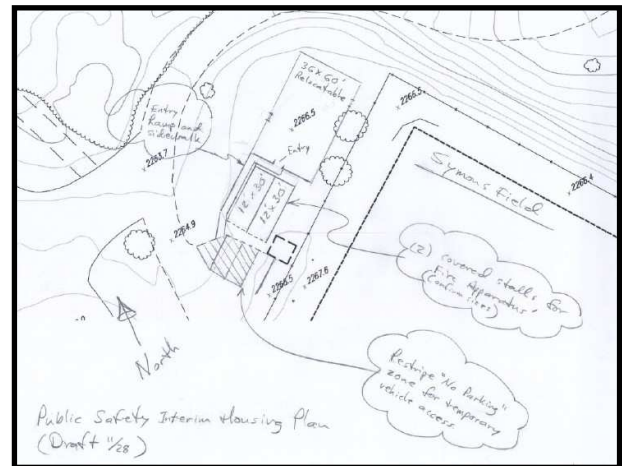 36 x 60'
Relocatable
2266.5
2266.5
Entry
Ramp and
sidewalk
2263.7
Entry
Symons Field
2266.4
12' x 30'
12' x 30'
2264.9
2266.5
2267.6
(2) covered stalls for
Fire Apparatus'
(confirm sizes)
North
Restripe "No Parking"
zone for temporary
vehicle access
Public Safety Interim Housing Plan
(Draft 11/28)